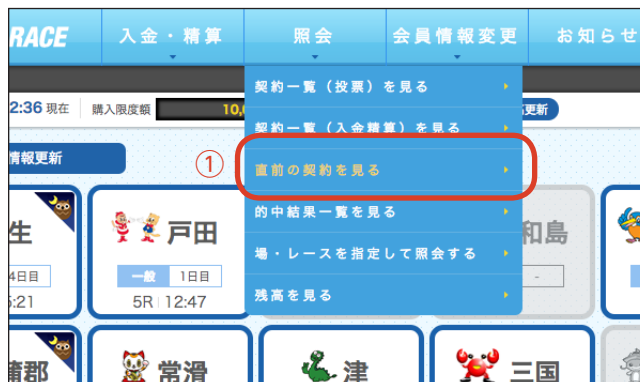 RACE
入金・精算
照会
会員情報変更
お知らせ
契約一覧（投票）を見る
2:36 現在
購入限度額
10,
更新
契約一覧（入金精算）を見る
①
情報更新
直前の契約を見る
的中結果一覧を見る
生
戸田
和島
場・レースを指定して照会する
4日目
一般
1日目
-
:21
5R
12:47
残高を見る
蒲郡
常滑
津
三国